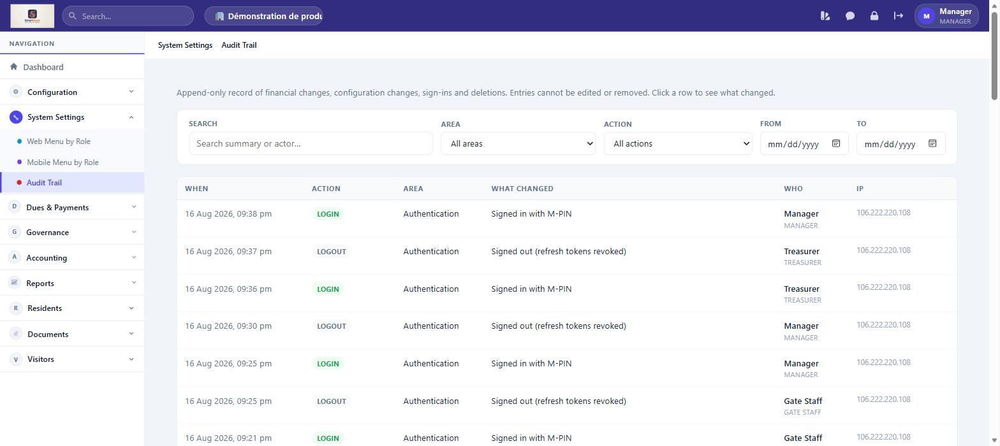 SmartAsset
Search...
Démonstration de produ
M
Manager
MANAGER
NAVIGATION
Dashboard
Configuration
System Settings
Web Menu by Role
Mobile Menu by Role
Audit Trail
D Dues & Payments
G Governance
A Accounting
Reports
R Residents
Documents
V Visitors
System Settings › Audit Trail
Append-only record of financial changes, configuration changes, sign-ins and deletions. Entries cannot be edited or removed. Click a row to see what changed.
SEARCH AREA ACTION FROM TO
Search summary or actor... All areas All actions mm/dd/yyyy mm/dd/yyyy
WHEN ACTION AREA WHAT CHANGED WHO IP
16 Aug 2026, 09:38 pm LOGIN Authentication Signed in with M-PIN Manager 106.222.220.108
MANAGER
16 Aug 2026, 09:37 pm LOGOUT Authentication Signed out (refresh tokens revoked) Treasurer 106.222.220.108
TREASURER
16 Aug 2026, 09:36 pm LOGIN Authentication Signed in with M-PIN Treasurer 106.222.220.108
TREASURER
16 Aug 2026, 09:30 pm LOGOUT Authentication Signed out (refresh tokens revoked) Manager 106.222.220.108
MANAGER
16 Aug 2026, 09:25 pm LOGIN Authentication Signed in with M-PIN Manager 106.222.220.108
MANAGER
16 Aug 2026, 09:25 pm LOGOUT Authentication Signed out (refresh tokens revoked) Gate Staff 106.222.220.108
GATE STAFF
16 Aug 2026, 09:21 pm LOGIN Authentication Signed in with M-PIN Gate Staff 106.222.220.108